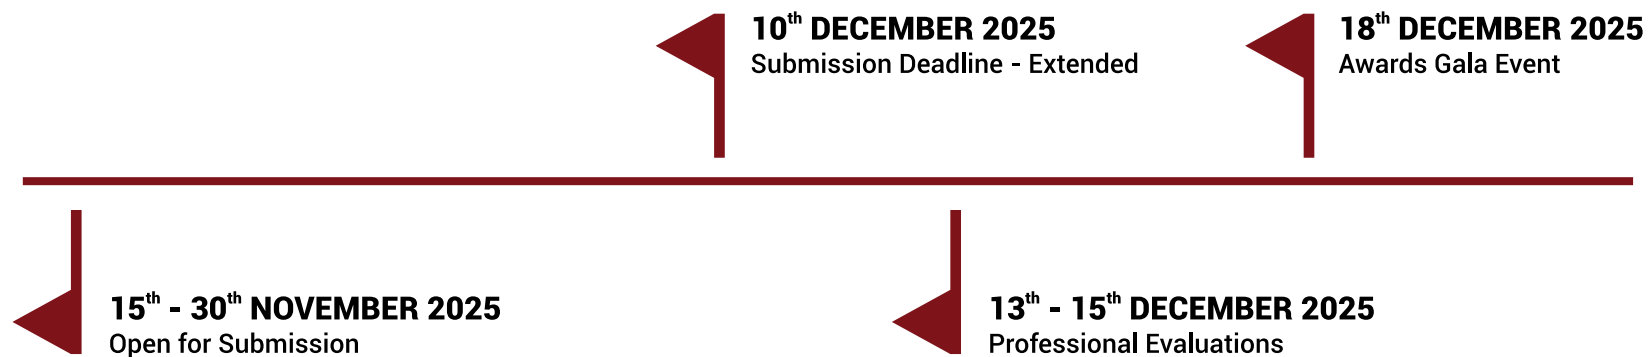 10th DECEMBER 2025
Submission Deadline - Extended
18th DECEMBER 2025
Awards Gala Event
15th - 30th NOVEMBER 2025
Open for Submission
13th - 15th DECEMBER 2025
Professional Evaluations